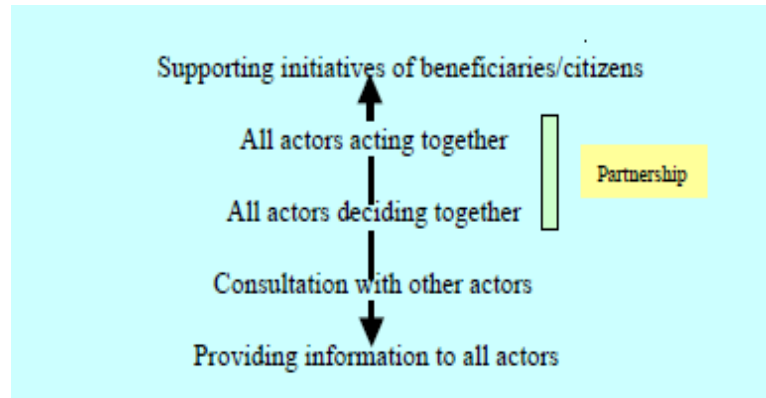 Supporting initiatives of beneficiaries/citizens
All actors acting together
Partnership
All actors deciding together
Consultation with other actors
Providing information to all actors